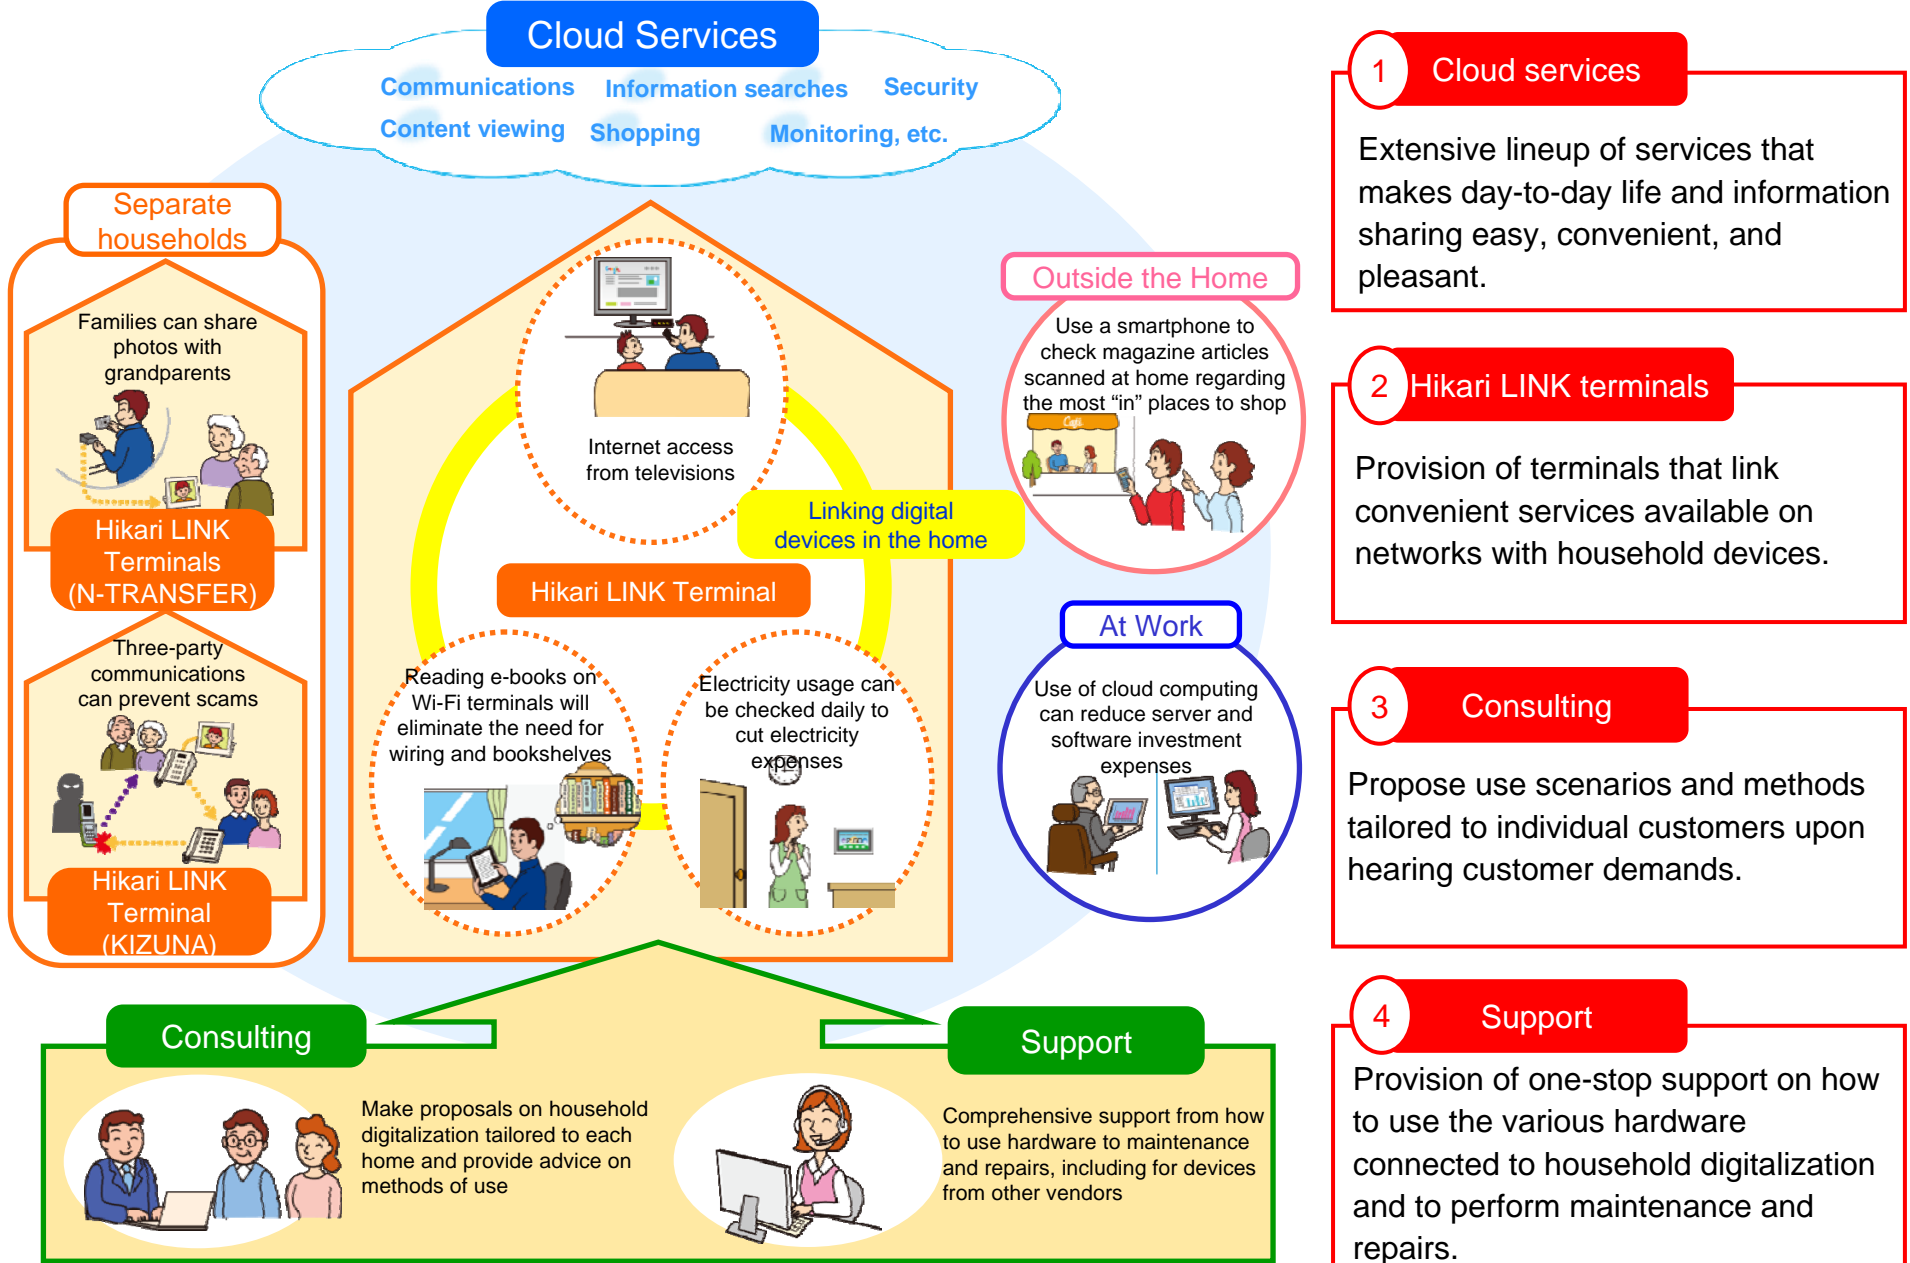 Cloud Services
Communications Information searches Security
Content viewing Shopping Monitoring, etc.
Separate
households
Families can share
photos with
grandparents
Hikari LINK
Terminals
(N-TRANSFER)
Three-party
communications
can prevent scams
Hikari LINK
Terminal
(KIZUNA)
Internet access
from televisions
Linking digital
devices in the home
Hikari LINK Terminal
Reading e-books on
Wi-Fi terminals will
eliminate the need for
wiring and bookshelves
Electricity usage can
be checked daily to
cut electricity
expenses
Outside the Home
Use a smartphone to
check magazine articles
scanned at home regarding
the most “in” places to shop
Café
At Work
Use of cloud computing
can reduce server and
software investment
expenses
Consulting
Make proposals on household
digitalization tailored to each
home and provide advice on
methods of use
Support
Comprehensive support from how
to use hardware to maintenance
and repairs, including for devices
from other vendors
1 Cloud services
Extensive lineup of services that
makes day-to-day life and information
sharing easy, convenient, and
pleasant.
2 Hikari LINK terminals
Provision of terminals that link
convenient services available on
networks with household devices.
3 Consulting
Propose use scenarios and methods
tailored to individual customers upon
hearing customer demands.
4 Support
Provision of one-stop support on how
to use the various hardware
connected to household digitalization
and to perform maintenance and
repairs.